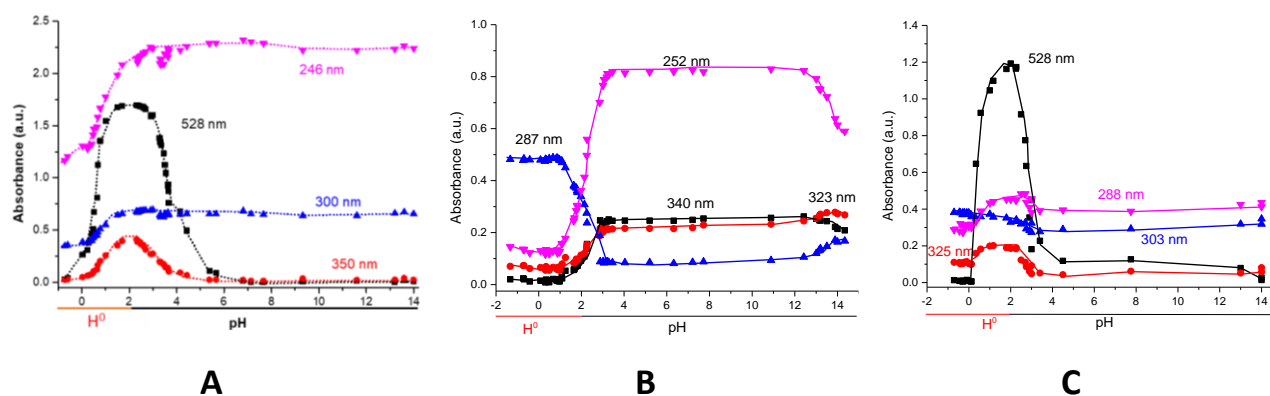 2.5
2.0
1.5
1.0
0.5
0.0
Absorbance (a.u.)
246 nm
528 nm
300 nm
350 nm
0 2 4 6 8 10 12 14
H⁰ pH
A
1.0
0.8
0.6
0.4
0.2
0.0
Absorbance (a.u.)
252 nm
287 nm
340 nm
323 nm
-2 0 2 4 6 8 10 12 14
H⁰ pH
B
1.4
1.2
1.0
0.8
0.6
0.4
0.2
0.0
Absorbance (a.u.)
528 nm
288 nm
303 nm
325 nm
-2 0 2 4 6 8 10 12 14
H⁰ pH
C